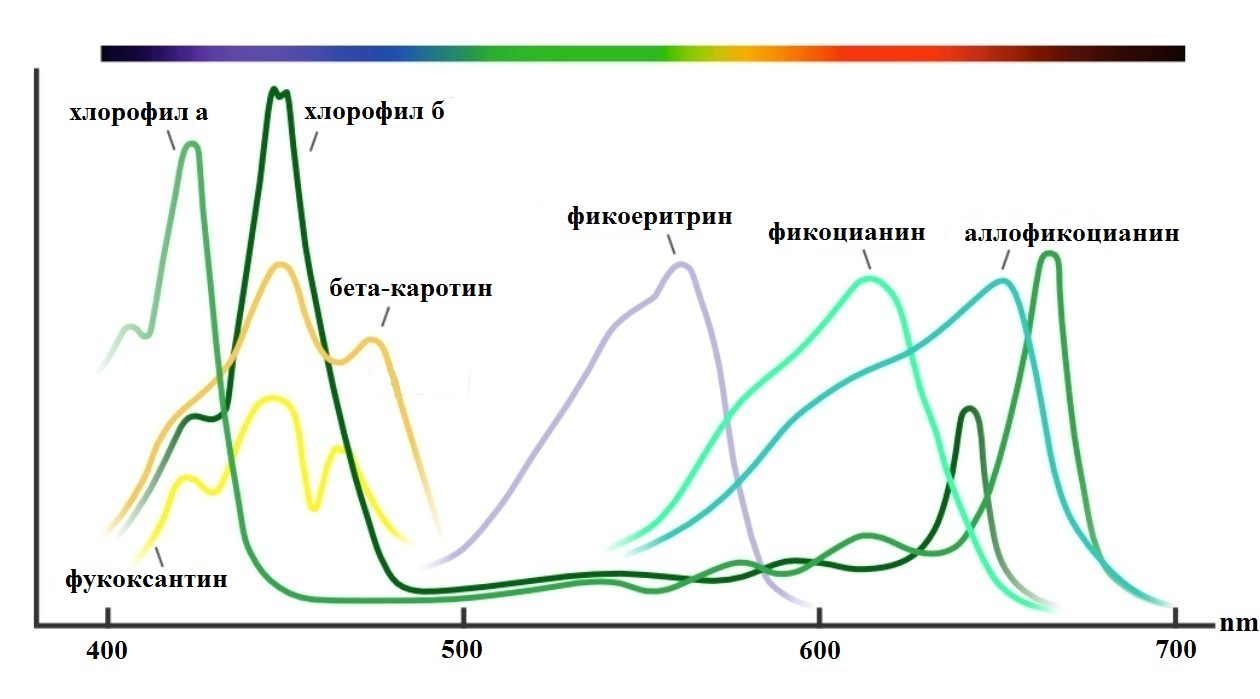 хлорофил а
хлорофил б
фикоеритрин
фикоцианин
аллофикоцианин
бета-каротин
фукоксантин
nm
400
500
600
700